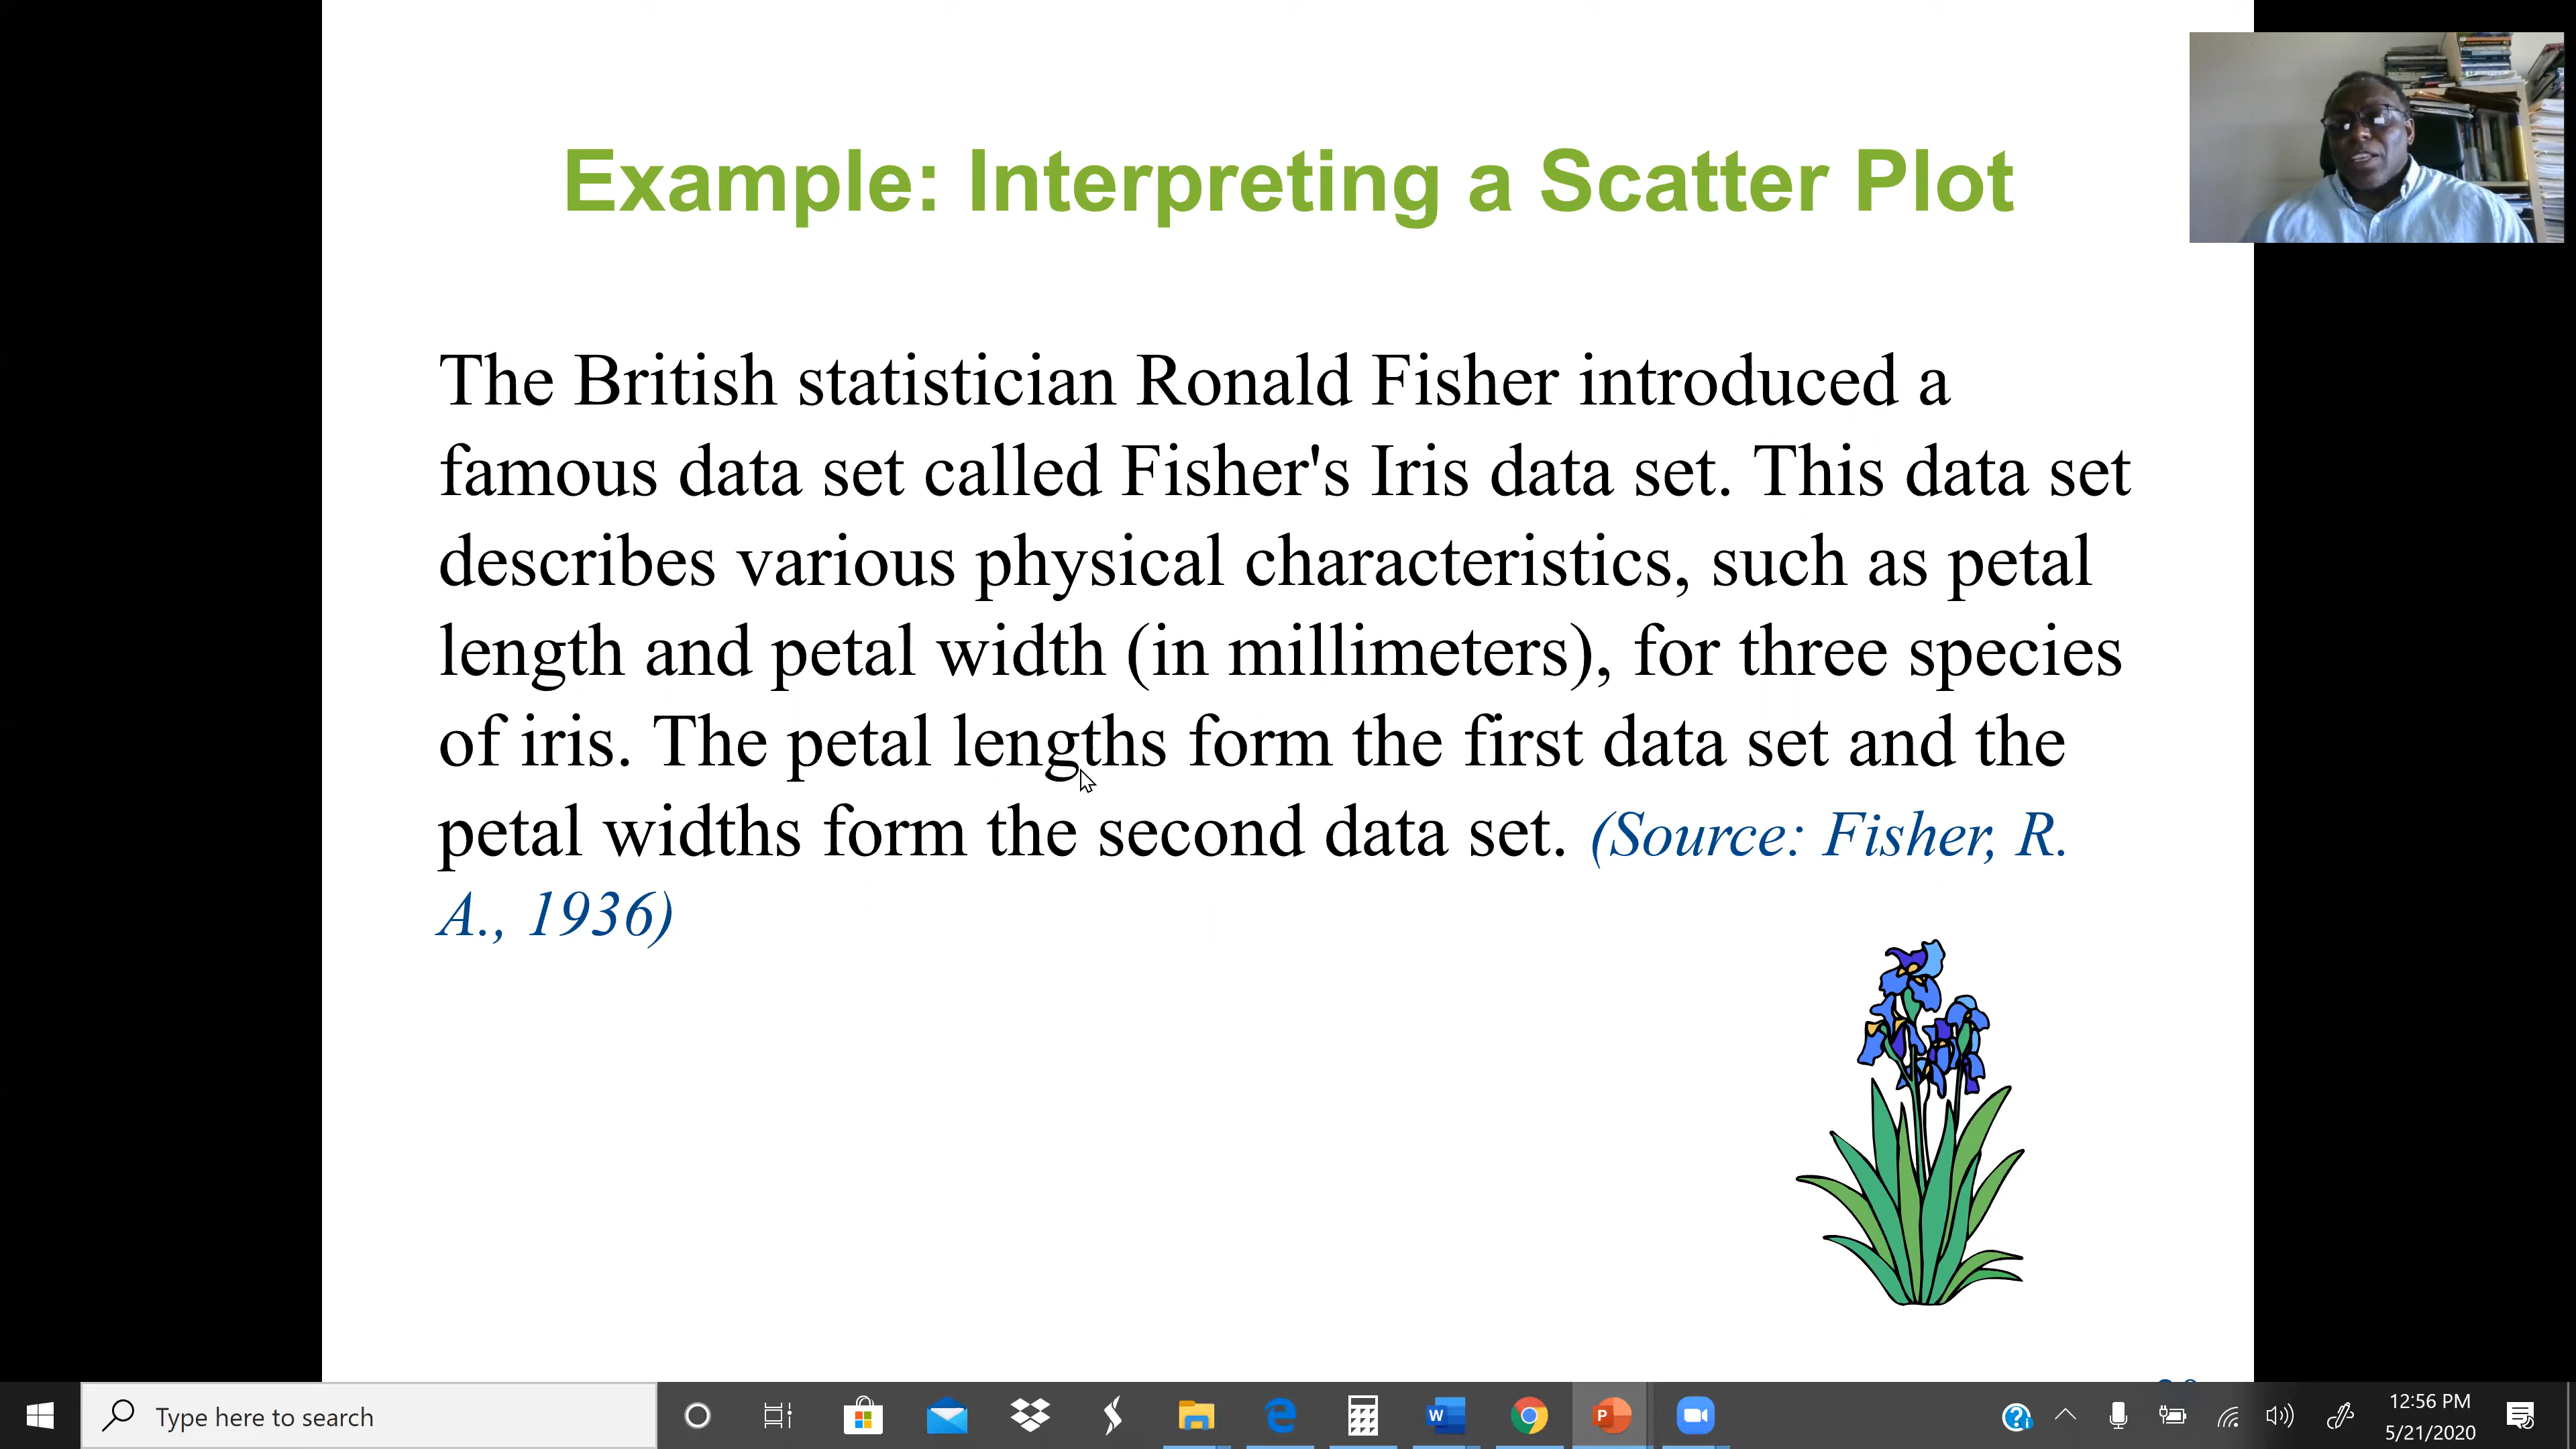 Example: Interpreting a Scatter Plot
The British statistician Ronald Fisher introduced a
famous data set called Fisher's Iris data set. This data set
describes various physical characteristics, such as petal
length and petal width (in millimeters), for three species
of iris. The petal lengths form the first data set and the
petal widths form the second data set. (Source: Fisher, R.
A., 1936)
Type here to search
12:56 PM
5/21/2020